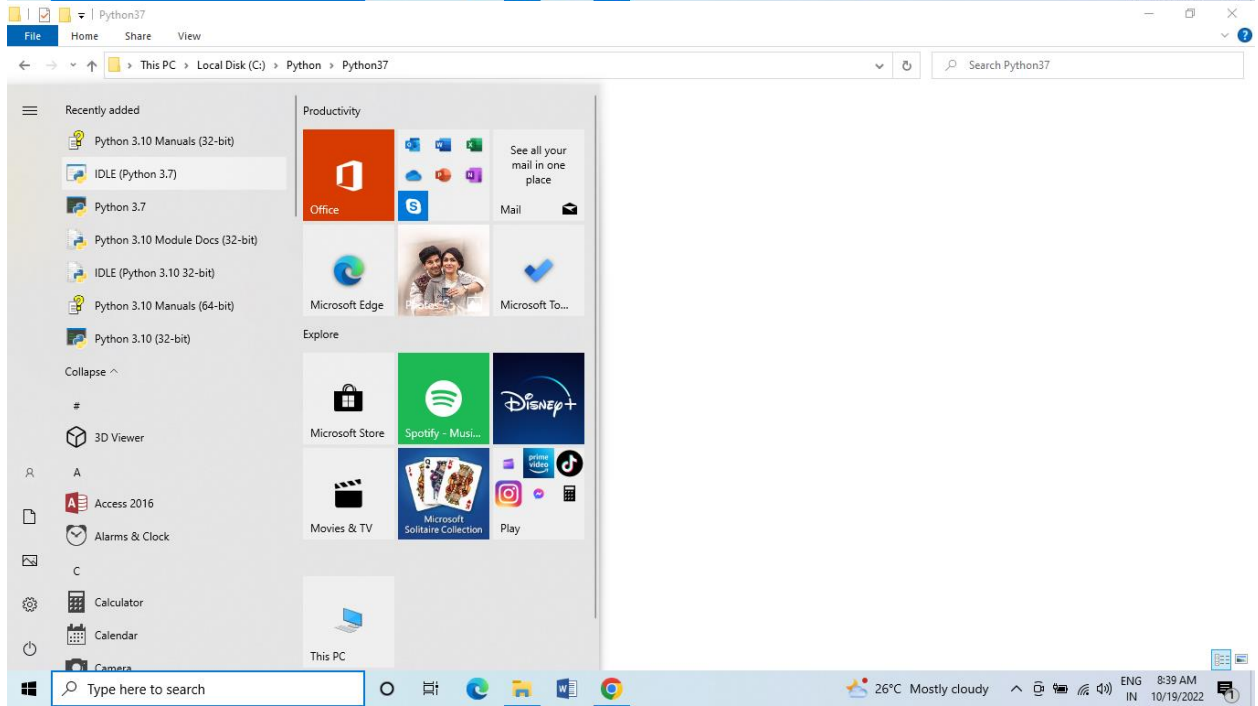 Python37
File Home Share View
This PC > Local Disk (C:) > Python > Python37
Search Python37
Recently added
Python 3.10 Manuals (32-bit)
IDLE (Python 3.7)
Python 3.7
Python 3.10 Module Docs (32-bit)
IDLE (Python 3.10 32-bit)
Python 3.10 Manuals (64-bit)
Python 3.10 (32-bit)
Collapse
#
3D Viewer
A
Access 2016
Alarms & Clock
C
Calculator
Calendar
Camera
Productivity
Office
See all your
mail in one
place
Mail
Microsoft Edge
Photos
Microsoft To...
Explore
Microsoft Store
Spotify - Musi...
Disney+
Movies & TV
Microsoft
Solitaire Collection
prime
video
Play
This PC
Type here to search
26°C Mostly cloudy
ENG
IN
8:39 AM
10/19/2022
1